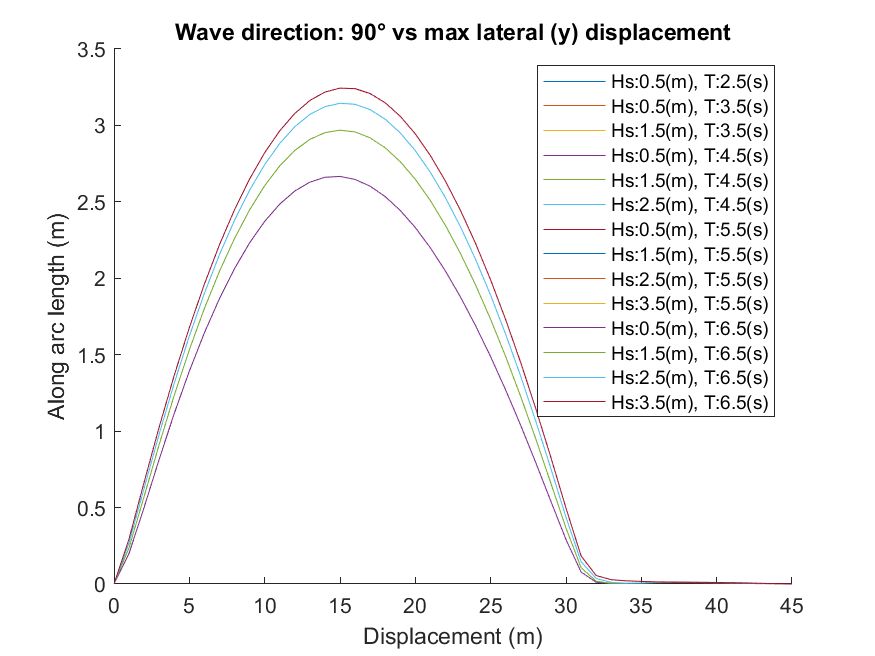 Wave direction: 90° vs max lateral (y) displacement
3.5
3
2.5
2
1.5
1
0.5
0
Along arc length (m)
0 5 10 15 20 25 30 35 40 45
Displacement (m)
Hs:0.5(m), T:2.5(s)
Hs:0.5(m), T:3.5(s)
Hs:1.5(m), T:3.5(s)
Hs:0.5(m), T:4.5(s)
Hs:1.5(m), T:4.5(s)
Hs:2.5(m), T:4.5(s)
Hs:0.5(m), T:5.5(s)
Hs:1.5(m), T:5.5(s)
Hs:2.5(m), T:5.5(s)
Hs:3.5(m), T:5.5(s)
Hs:0.5(m), T:6.5(s)
Hs:1.5(m), T:6.5(s)
Hs:2.5(m), T:6.5(s)
Hs:3.5(m), T:6.5(s)